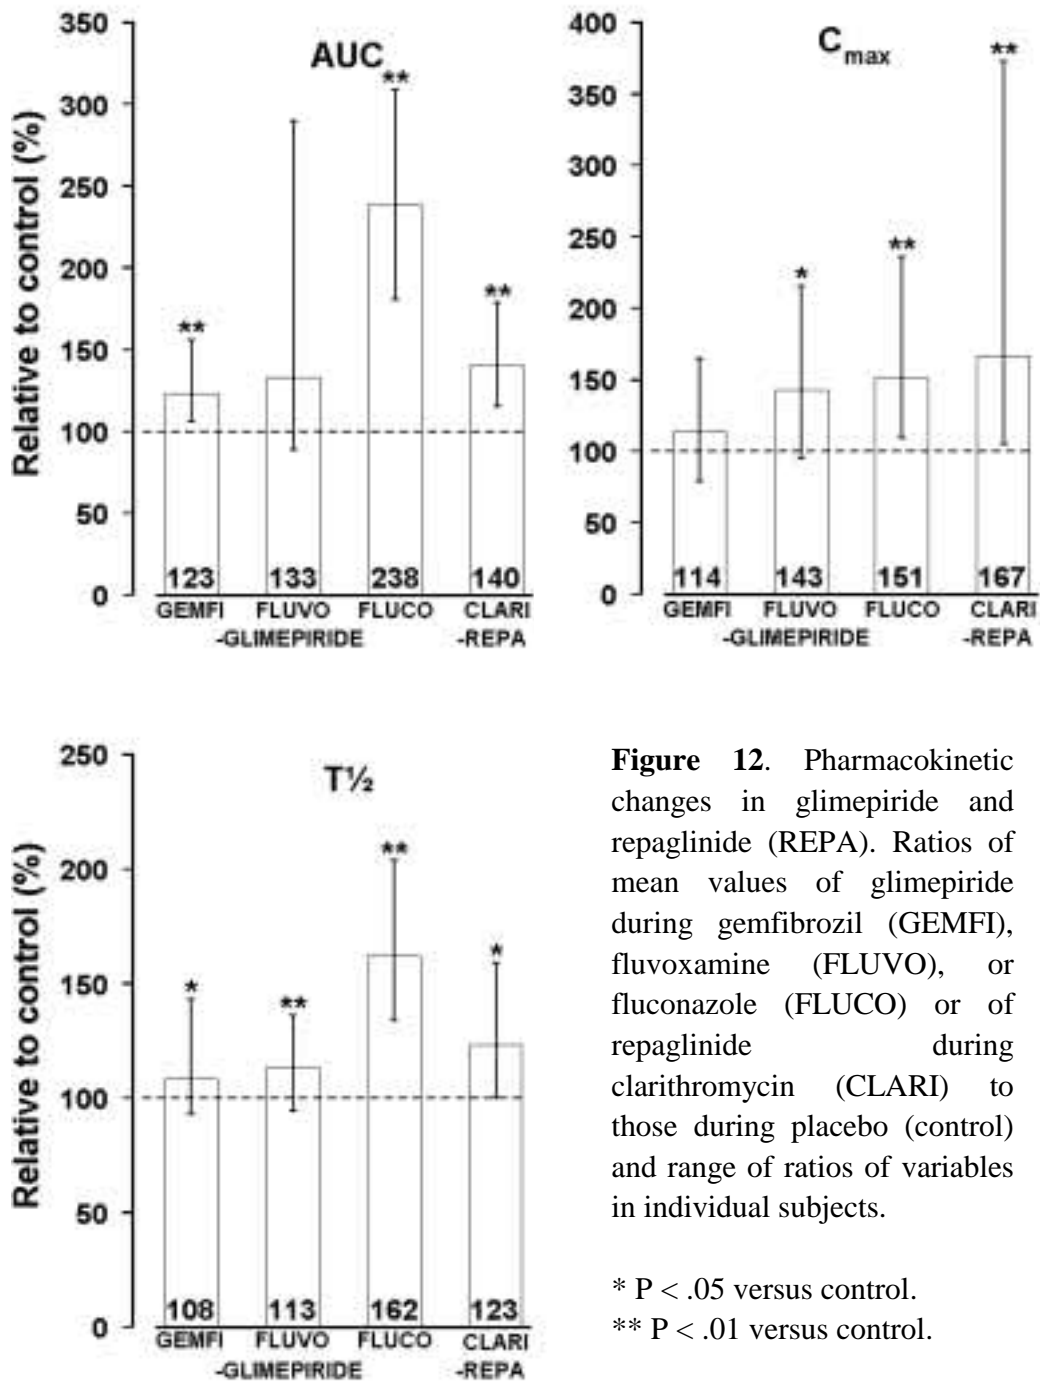 AUC
Relative to control (%)
350
300
250
200
150
100
50
0
**
**
**
123 133 238 140
GEMFI FLUVO FLUCO CLARI
-GLIMEPIRIDE -REPA
Cmax
400
350
300
250
200
150
100
50
0
*
**
**
114 143 151 167
GEMFI FLUVO FLUCO CLARI
-GLIMEPIRIDE -REPA
T½
Relative to control (%)
250
200
150
100
50
0
*
**
**
*
108 113 162 123
GEMFI FLUVO FLUCO CLARI
-GLIMEPIRIDE -REPA
Figure 12. Pharmacokinetic
changes in glimepiride and
repaglinide (REPA). Ratios of
mean values of glimepiride
during gemfibrozil (GEMFI),
fluvoxamine (FLUVO), or
fluconazole (FLUCO) or of
repaglinide during
clarithromycin (CLARI) to
those during placebo (control)
and range of ratios of variables
in individual subjects.
* P < .05 versus control.
** P < .01 versus control.